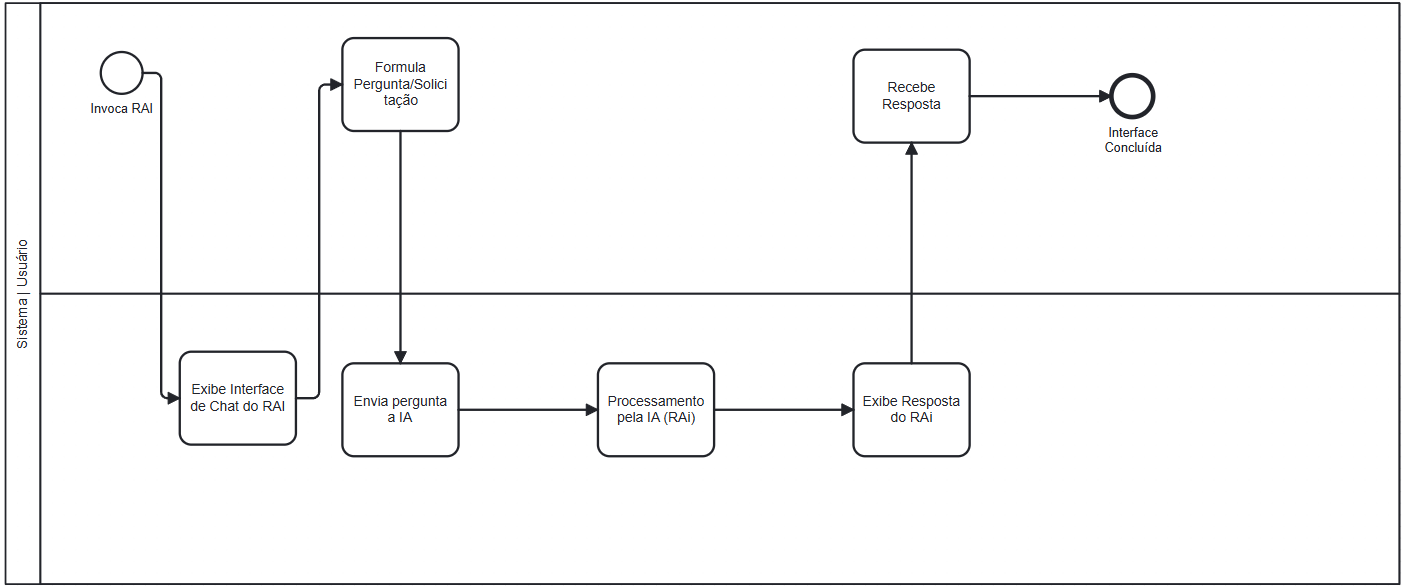 Sistema | Usuário
Invoca RAI
Formula
Pergunta/Solici
tação
Recebe
Resposta
Interface
Concluída
Exibe Interface
de Chat do RAI
Envia pergunta
a IA
Processamento
pela IA (RAi)
Exibe Resposta
do RAi